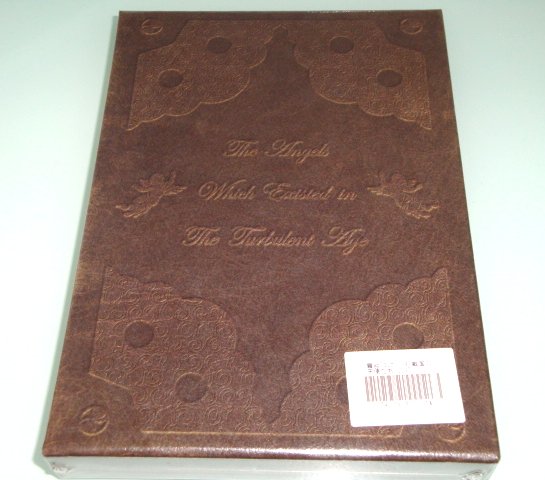 The Angels
Which Existed in
The Turbulent Age